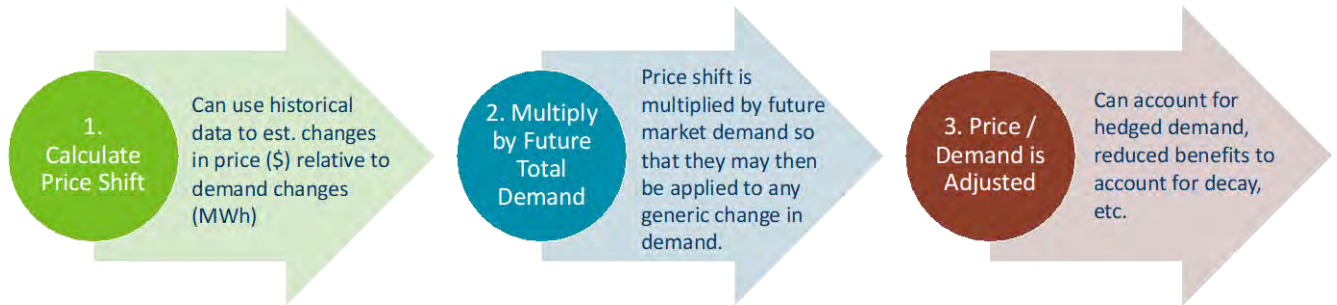 1.
Calculate
Price Shift
Can use historical
data to est. changes
in price ($) relative to
demand changes
(MWh)
2. Multiply
by Future
Total
Demand
Price shift is
multiplied by future
market demand so
that they may then
be applied to any
generic change in
demand.
3. Price /
Demand is
Adjusted
Can account for
hedged demand,
reduced benefits to
account for decay,
etc.